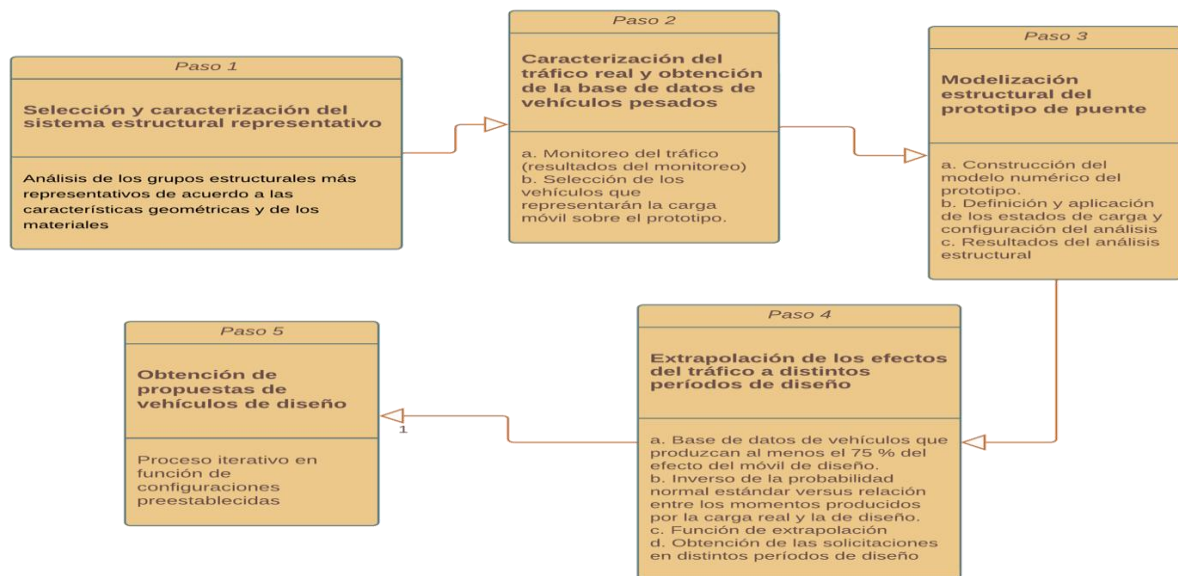 Paso 1
Selección y caracterización del
sistema estructural representativo
Análisis de los grupos estructurales más
representativos de acuerdo a las
características geométricas y de los
materiales
Paso 2
Caracterización del
tráfico real y obtención
de la base de datos de
vehículos pesados
a. Monitoreo del tráfico
(resultados del monitoreo)
b. Selección de los
vehículos que
representarán la carga
móvil sobre el prototipo.
Paso 3
Modelización
estructural del
prototipo de puente
a. Construcción del
modelo numérico del
prototipo.
b. Definición y aplicación
de los estados de carga y
configuración del análisis
c. Resultados del análisis
estructural
Paso 4
Extrapolación de los efectos
del tráfico a distintos
períodos de diseño
a. Base de datos de vehículos que
produzcan al menos el 75 % del
efecto del móvil de diseño.
b. Inverso de la probabilidad
normal estándar versus relación
entre los momentos producidos
por la carga real y la de diseño.
c. Función de extrapolación
d. Obtención de las solicitaciones
en distintos períodos de diseño
Paso 5
Obtención de
propuestas de
vehículos de diseño
Proceso iterativo en
función de
configuraciones
preestablecidas
1